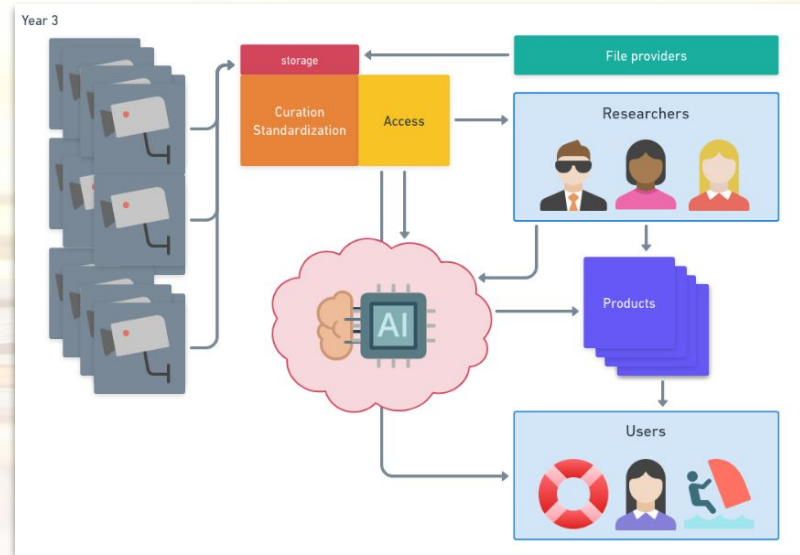 Year 3
storage
File providers
Curation
Standardization
Access
Researchers
AI
Products
Users